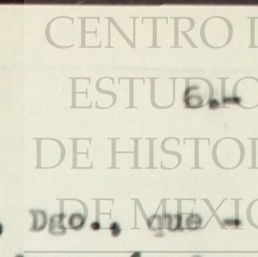 CENTRO D
ESTUDIO
6.-
DE HISTOR
DE MEXIC
, Dgo., que -